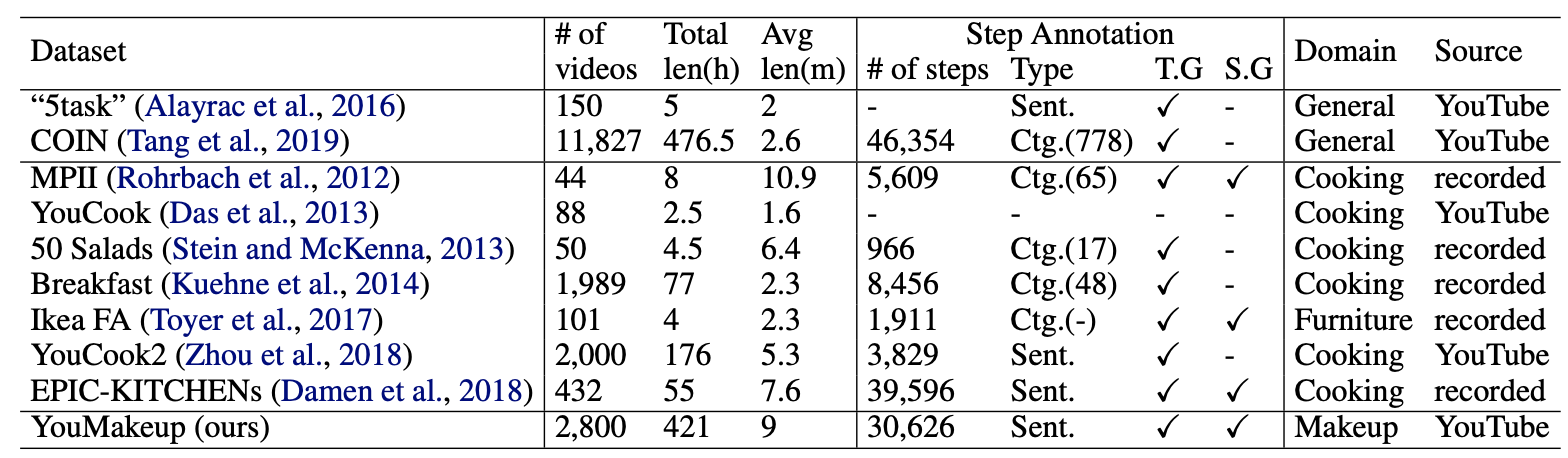 Dataset # of videos Total len(h) Avg len(m) Step Annotation Domain Source
# of steps Type T.G S.G
“5task” (Alayrac et al., 2016) 150 5 2 - Sent. ✓ - General YouTube
COIN (Tang et al., 2019) 11,827 476.5 2.6 46,354 Ctg.(778) ✓ - General YouTube
MPII (Rohrbach et al., 2012) 44 8 10.9 5,609 Ctg.(65) ✓ ✓ Cooking recorded
YouCook (Das et al., 2013) 88 2.5 1.6 - - - - Cooking YouTube
50 Salads (Stein and McKenna, 2013) 50 4.5 6.4 966 Ctg.(17) ✓ - Cooking recorded
Breakfast (Kuehne et al., 2014) 1,989 77 2.3 8,456 Ctg.(48) ✓ - Cooking recorded
Ikea FA (Toyer et al., 2017) 101 4 2.3 1,911 Ctg.(-) ✓ ✓ Furniture recorded
YouCook2 (Zhou et al., 2018) 2,000 176 5.3 3,829 Sent. ✓ - Cooking YouTube
EPIC-KITCHENs (Damen et al., 2018) 432 55 7.6 39,596 Sent. ✓ ✓ Cooking recorded
YouMakeup (ours) 2,800 421 9 30,626 Sent. ✓ ✓ Makeup YouTube